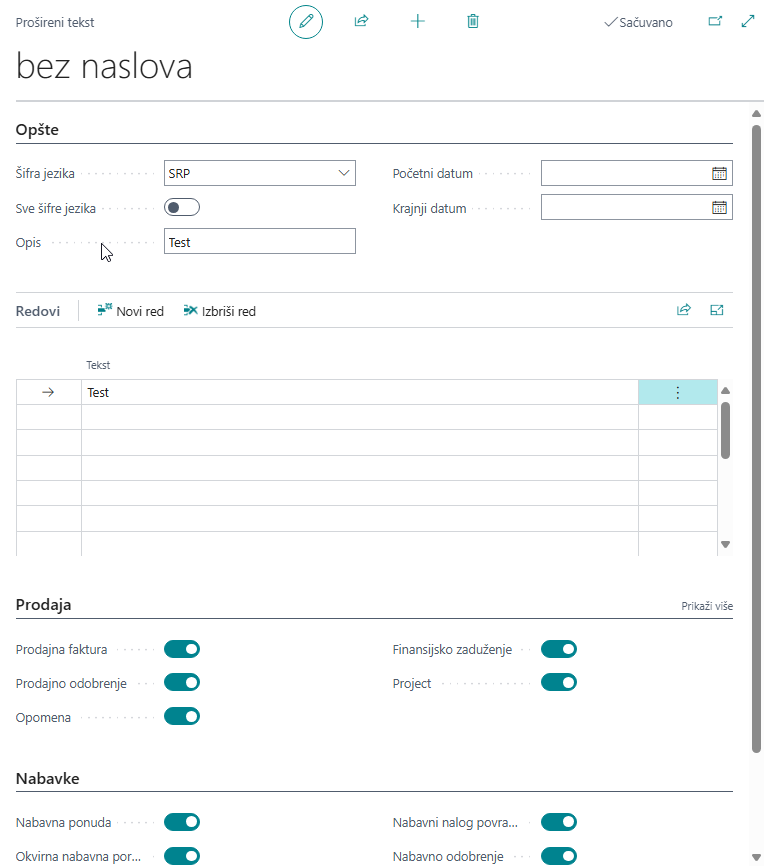 Prošireni tekst
Sačuvano
bez naslova
Opšte
Šifra jezika
SRP
Početni datum
Sve šifre jezika
Krajnji datum
Opis
Test
Redovi
Novi red
Izbriši red
Tekst
Test
Prodaja
Prikaži više
Prodajna faktura
Finansijsko zaduženje
Prodajno odobrenje
Project
Opomena
Nabavke
Nabavna ponuda
Nabavni nalog povra...
Okvirna nabavna por...
Nabavno odobrenje